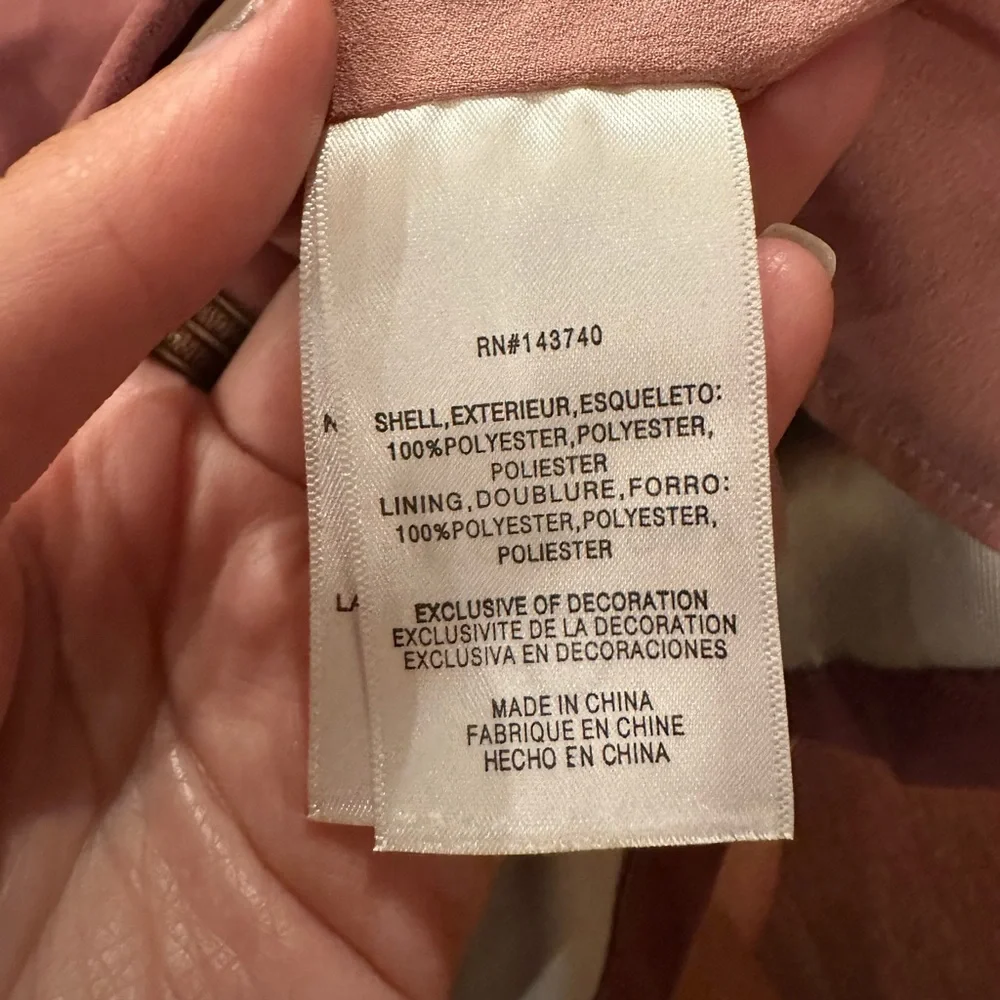 RN#143740
SHELL,EXTERIEUR,ESQUELETO:
100%POLYESTER,POLYESTER,
POLIESTER
LINING,DOUBLURE,FORRO:
100%POLYESTER,POLYESTER,
POLIESTER
EXCLUSIVE OF DECORATION
EXCLUSIVITE DE LA DECORATION
EXCLUSIVA EN DECORACIONES
MADE IN CHINA
FABRIQUE EN CHINE
HECHO EN CHINA